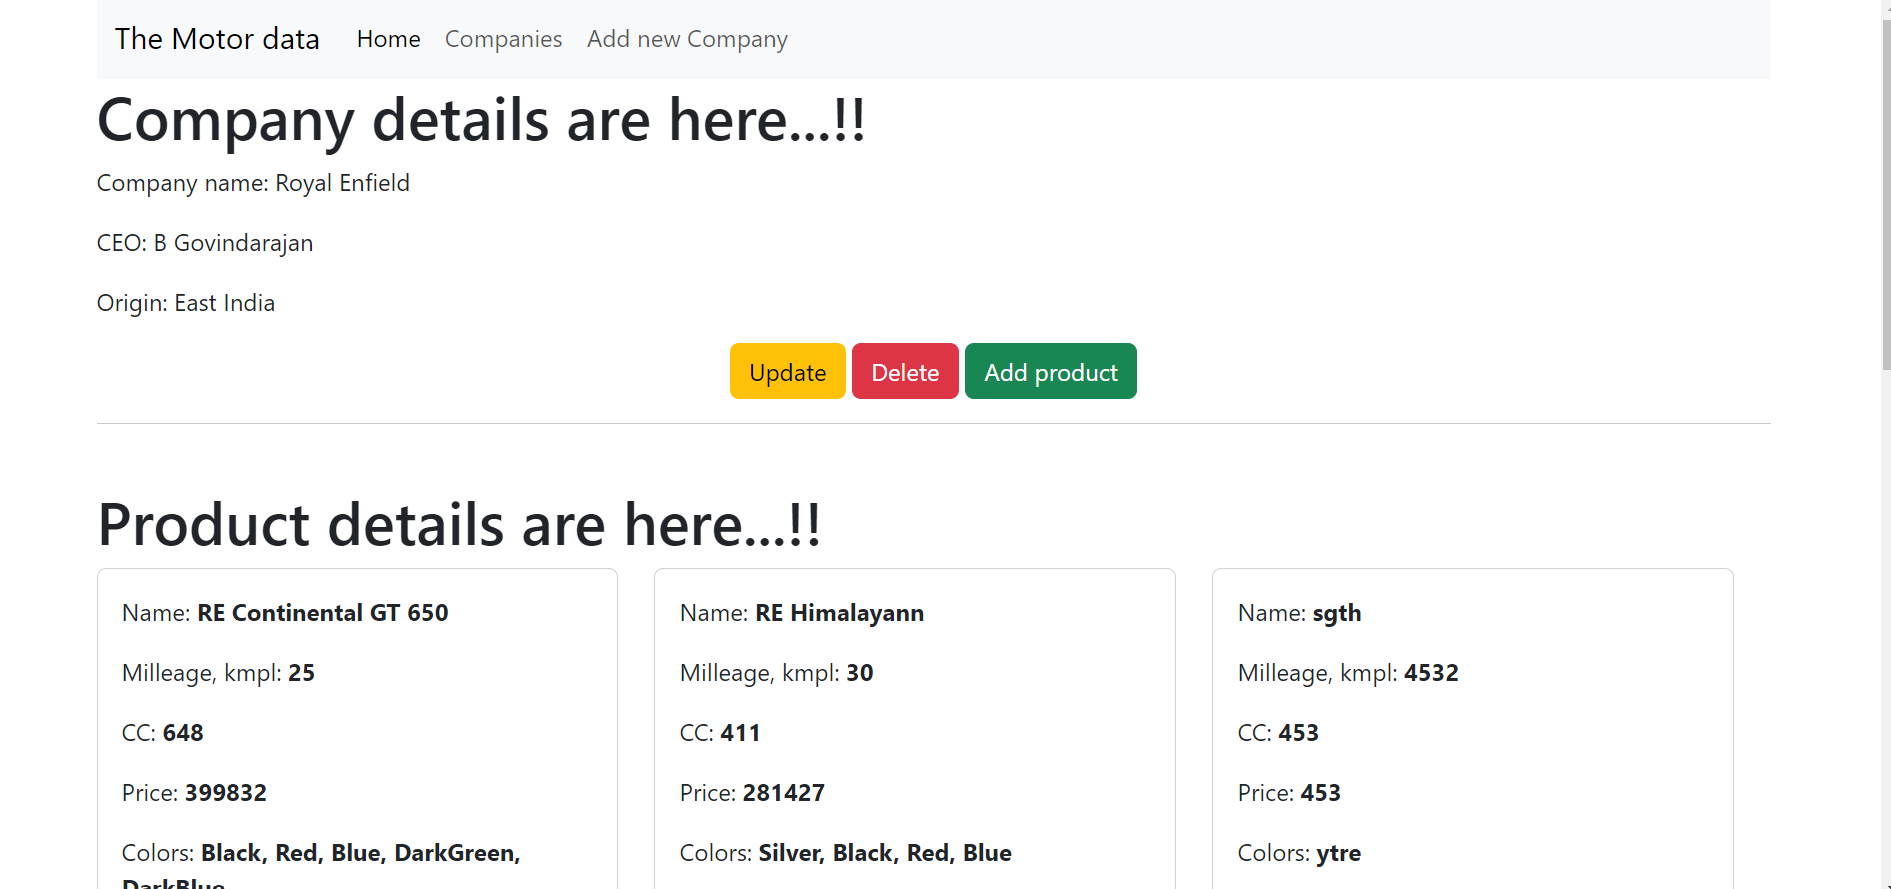 The Motor data Home Companies Add new Company
Company details are here...!!
Company name: Royal Enfield
CEO: B Govindarajan
Origin: East India
Update Delete Add product
Product details are here...!!
Name: RE Continental GT 650
Milleage, kmpl: 25
CC: 648
Price: 399832
Colors: Black, Red, Blue, DarkGreen,
DarkBlue
Name: RE Himalayann
Milleage, kmpl: 30
CC: 411
Price: 281427
Colors: Silver, Black, Red, Blue
Name: sgth
Milleage, kmpl: 4532
CC: 453
Price: 453
Colors: ytre